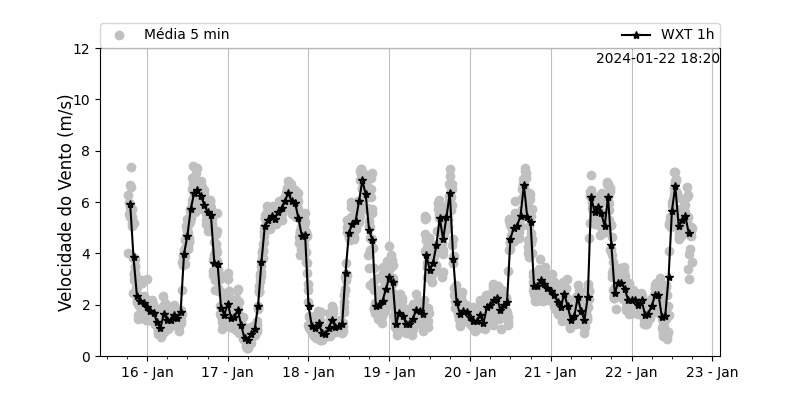 Média 5 min
WXT 1h
2024-01-22 18:20
Velocidade do Vento (m/s)
12
10
8
6
4
2
0
16 - Jan
17 - Jan
18 - Jan
19 - Jan
20 - Jan
21 - Jan
22 - Jan
23 - Jan